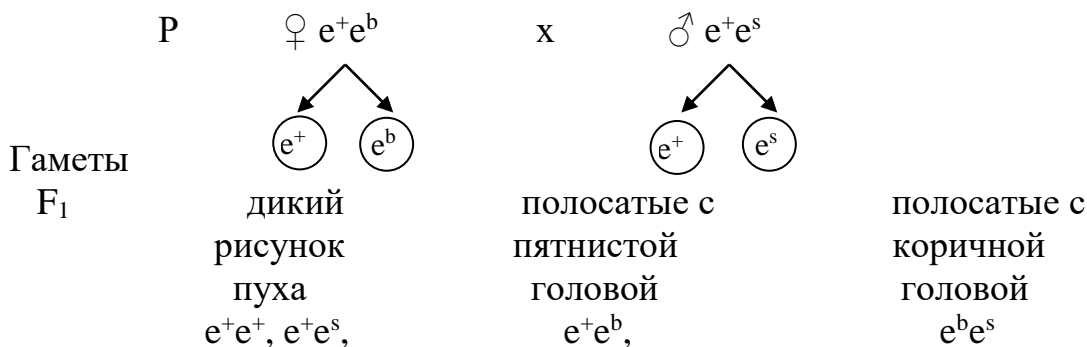 P ♀ e⁺eᵇ x ♂ e⁺eˢ
e⁺ eᵇ e⁺ eˢ
Гаметы
F₁ дикий полосатые с полосатые с
рисунок пятнистой коричной
пуха головой головой
e⁺e⁺, e⁺eˢ, e⁺eᵇ, eᵇeˢ